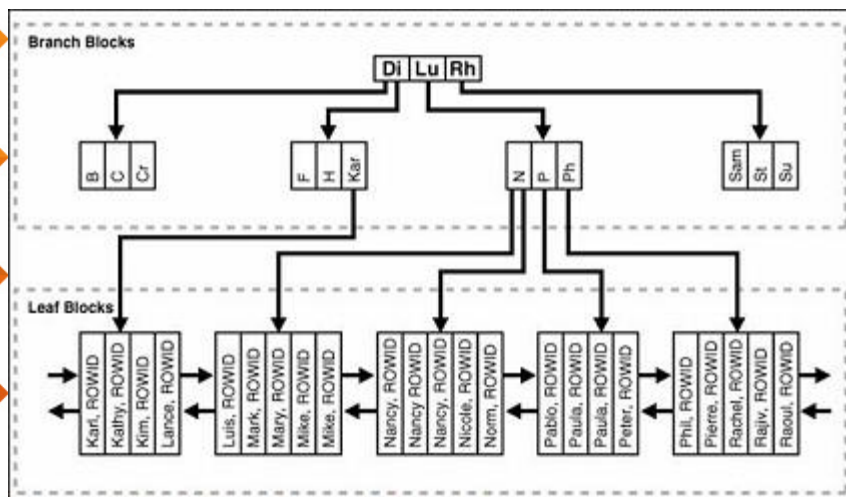 Branch Blocks
Di Lu Rh
B C Cr
F H Kar
N P Ph
Sam St Su
Leaf Blocks
Karl, ROWID
Kathy, ROWID
Kim, ROWID
Lance, ROWID
Luis, ROWID
Mark, ROWID
Mary, ROWID
Mike, ROWID
Mike, ROWID
Nancy, ROWID
Nancy ROWID
Nancy, ROWID
Nicole, ROWID
Norm, ROWID
Pablo, ROWID
Paula, ROWID
Paula, ROWID
Peter, ROWID
Phil, ROWID
Pierre, ROWID
Rachel, ROWID
Rajiv, ROWID
Raoul, ROWID